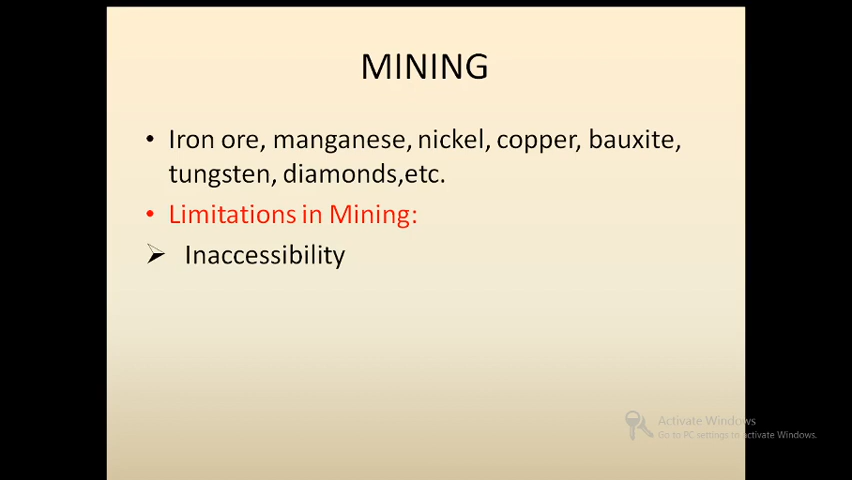 MINING
• Iron ore, manganese, nickel, copper, bauxite,
tungsten, diamonds,etc.
• Limitations in Mining:
➢ Inaccessibility
Activate Windows
Go to PC settings to activate Windows.